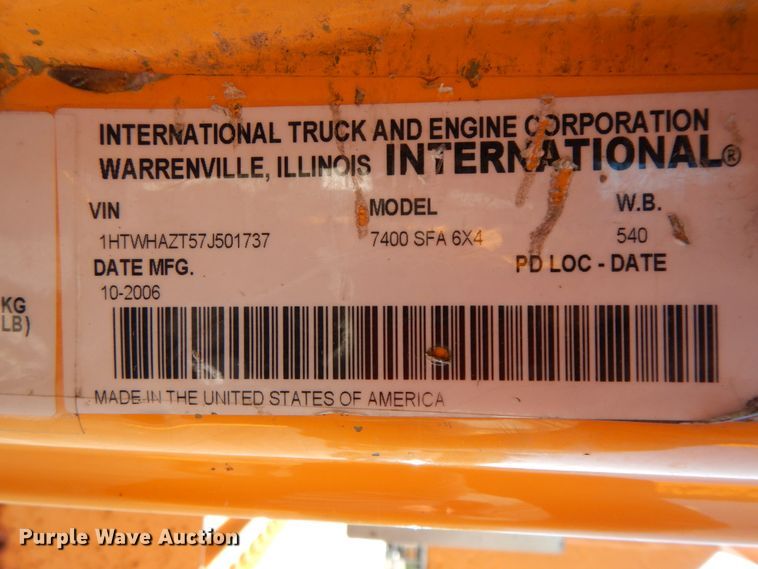 INTERNATIONAL TRUCK AND ENGINE CORPORATION
WARRENVILLE, ILLINOIS INTERNATIONAL®
VIN MODEL W.B.
1HTWHAZT57J501737 7400 SFA 6X4 540
DATE MFG. PD LOC - DATE
10-2006
KG
LB)
MADE IN THE UNITED STATES OF AMERICA
Purple Wave Auction